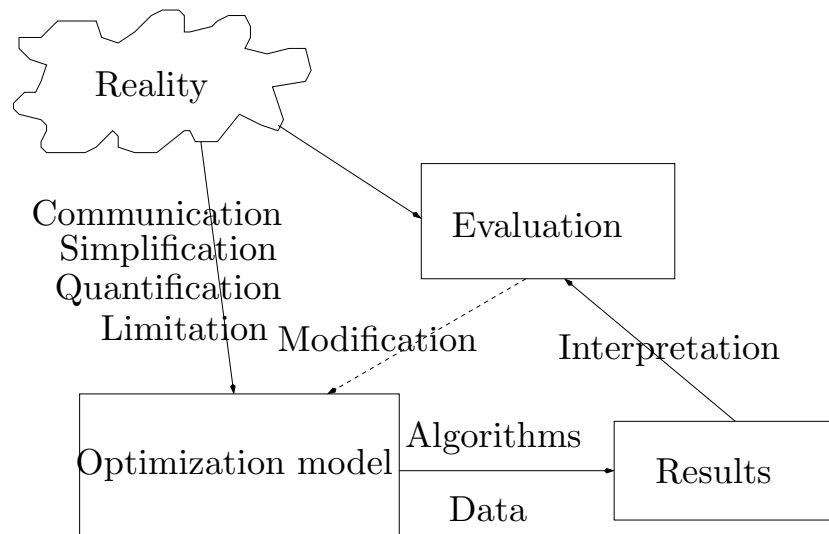 Reality
Communication
Simplification
Quantification
Limitation
Evaluation
Modification
Interpretation
Optimization model
Algorithms
Data
Results